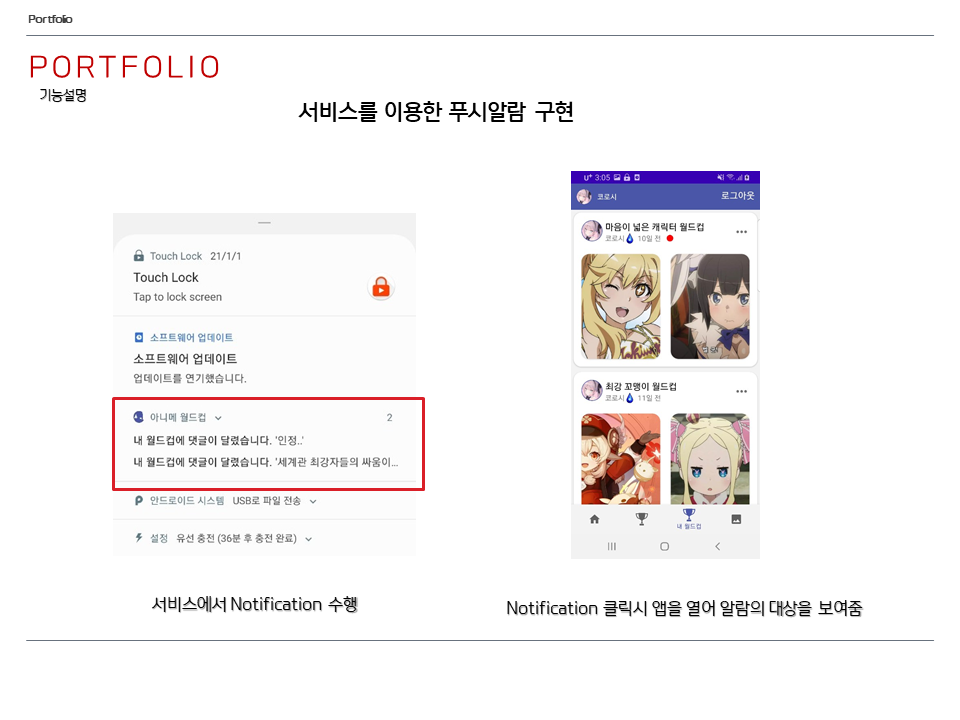 Portfolio
PORTFOLIO
기능설명
서비스를 이용한 푸시알람 구현
Touch Lock 21/1/1
Touch Lock
Tap to lock screen
소프트웨어 업데이트
소프트웨어 업데이트
업데이트를 연기했습니다.
아니메 월드컵 2
내 월드컵에 댓글이 달렸습니다. '인정..'
내 월드컵에 댓글이 달렸습니다. '세계관 최강자들의 싸움이...
안드로이드 시스템 USB로 파일 전송
설정 유선 충전 (36분 후 충전 완료)
서비스에서 Notification 수행
U+ 3:05
코로시 로그아웃
마음이 넓은 캐릭터 월드컵
코로시 10일 전
최강 꼬맹이 월드컵
코로시 11일 전
내 월드컵
Notification 클릭시 앱을 열어 알람의 대상을 보여줌